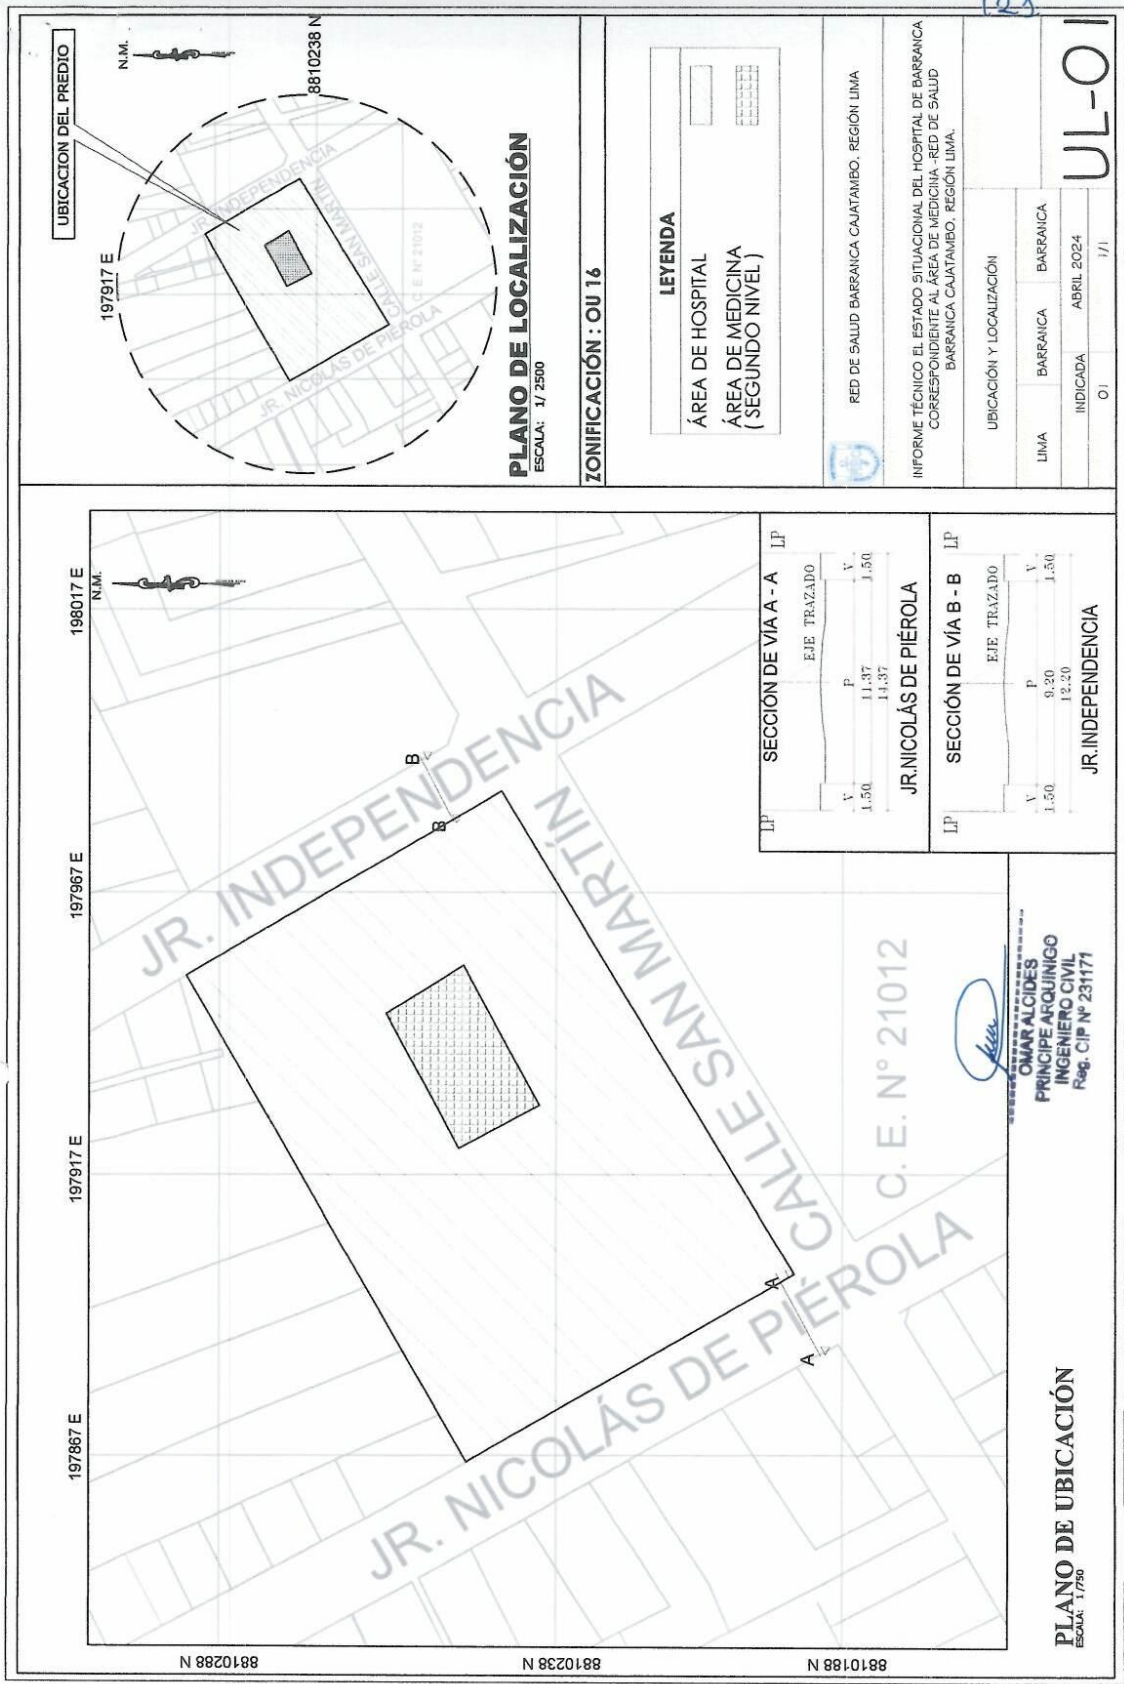 198017 E
197967 E
197917 E
197867 E
N.M.
8810288 N
8810238 N
8810188 N
JR. INDEPENDENCIA
CALLE SAN MARTÍN
JR. NICOLÁS DE PIÉROLA
C. E. N° 21012
B
B
A
A
PLANO DE UBICACIÓN
ESCALA: 1/750
OMAR ALCIDES
PRINCIPE ARQUINIGO
INGENIERO CIVIL
Reg. CIP Nº 231171
SECCIÓN DE VÍA A - A
LP
LP
EJE TRAZADO
V
P
V
1.50
11.37
1.50
14.37
JR.NICOLÁS DE PIÉROLA
SECCIÓN DE VÍA B - B
LP
LP
EJE TRAZADO
V
P
V
1.50
9.20
1.50
12.20
JR.INDEPENDENCIA
UBICACION DEL PREDIO
N.M.
197917 E
8810238 N
JR. INDEPENDENCIA
CALLE SAN MARTÍN
C. E. N° 21012
JR. NICOLAS DE PIÉROLA
PLANO DE LOCALIZACIÓN
ESCALA: 1/ 2500
ZONIFICACIÓN : OU 16
LEYENDA
ÁREA DE HOSPITAL
ÁREA DE MEDICINA
( SEGUNDO NIVEL )
RED DE SALUD BARRANCA CAJATAMBO. REGIÓN LIMA
INFORME TÉCNICO EL ESTADO SITUACIONAL DEL HOSPITAL DE BARRANCA
CORRESPONDIENTE AL ÁREA DE MEDICINA -RED DE SALUD
BARRANCA CAJATAMBO. REGIÓN LIMA.
UBICACIÓN Y LOCALIZACIÓN
LIMA
BARRANCA
BARRANCA
INDICADA
ABRIL 2024
01
1/1
UL-01